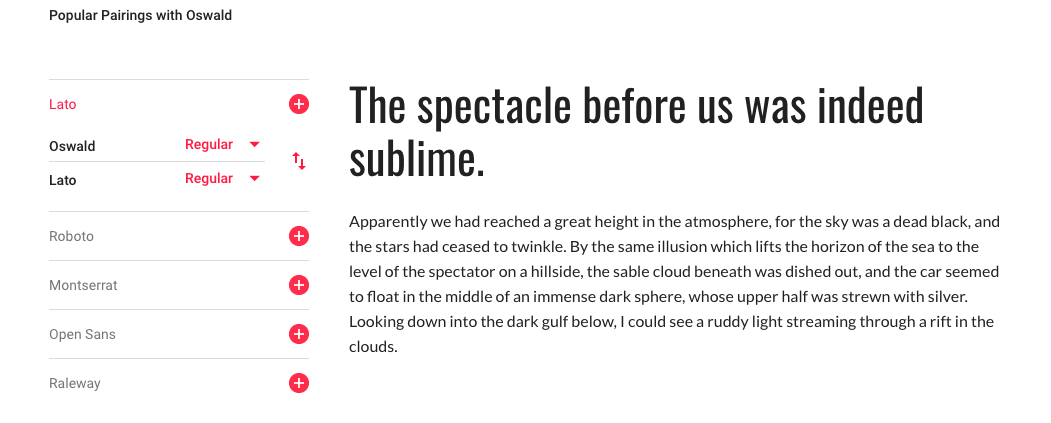 Popular Pairings with Oswald
Lato
Oswald Regular
Lato Regular
Roboto
Montserrat
Open Sans
Raleway
The spectacle before us was indeed
sublime.
Apparently we had reached a great height in the atmosphere, for the sky was a dead black, and
the stars had ceased to twinkle. By the same illusion which lifts the horizon of the sea to the
level of the spectator on a hillside, the sable cloud beneath was dished out, and the car seemed
to float in the middle of an immense dark sphere, whose upper half was strewn with silver.
Looking down into the dark gulf below, I could see a ruddy light streaming through a rift in the
clouds.